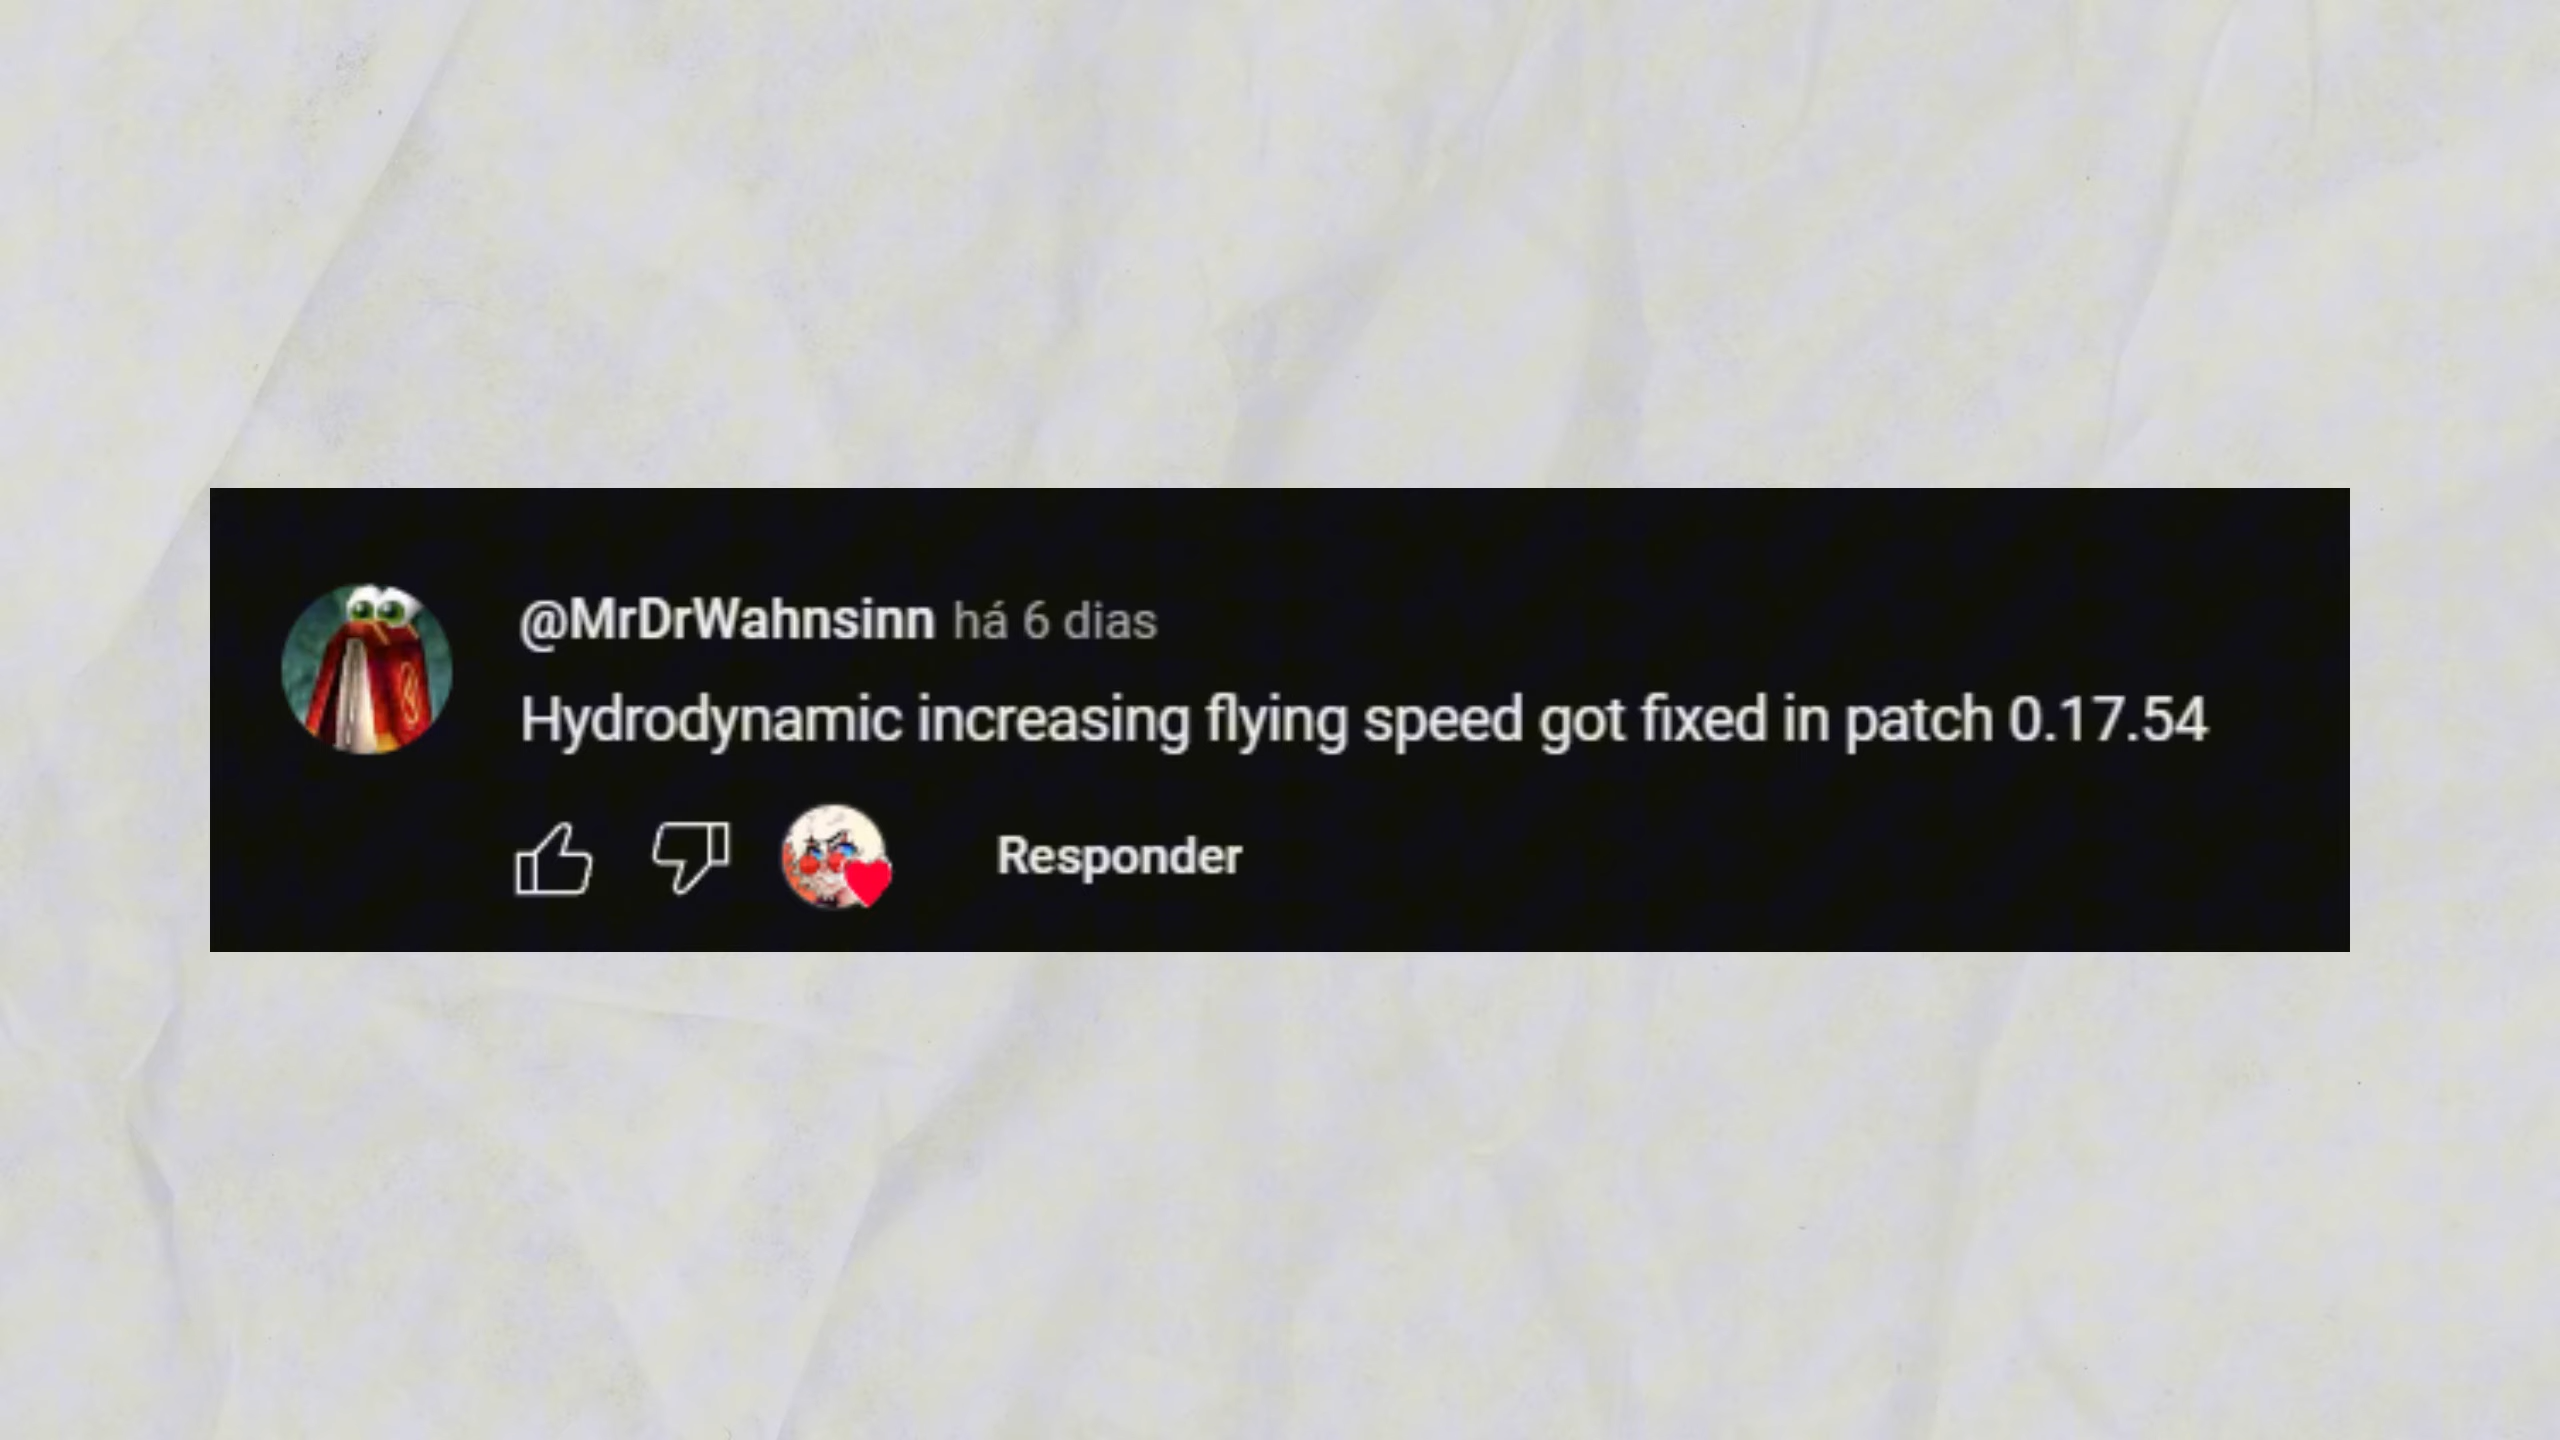 @MrDrWahnsinn há 6 dias
Hydrodynamic increasing flying speed got fixed in patch 0.17.54
Responder